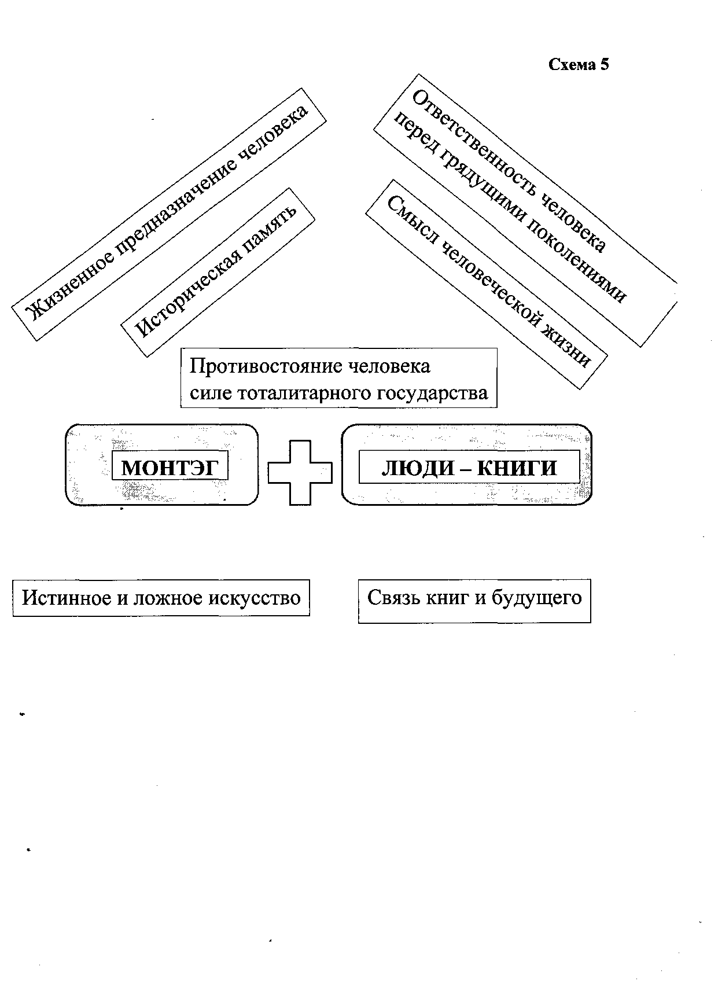 Схема 5
Жизненное предназначение человека
Историческая память
Ответственность человека
перед грядущими поколениями
Смысл человеческой жизни
Противостояние человека
силе тоталитарного государства
МОНТЭГ
ЛЮДИ – КНИГИ
Истинное и ложное искусство
Связь книг и будущего